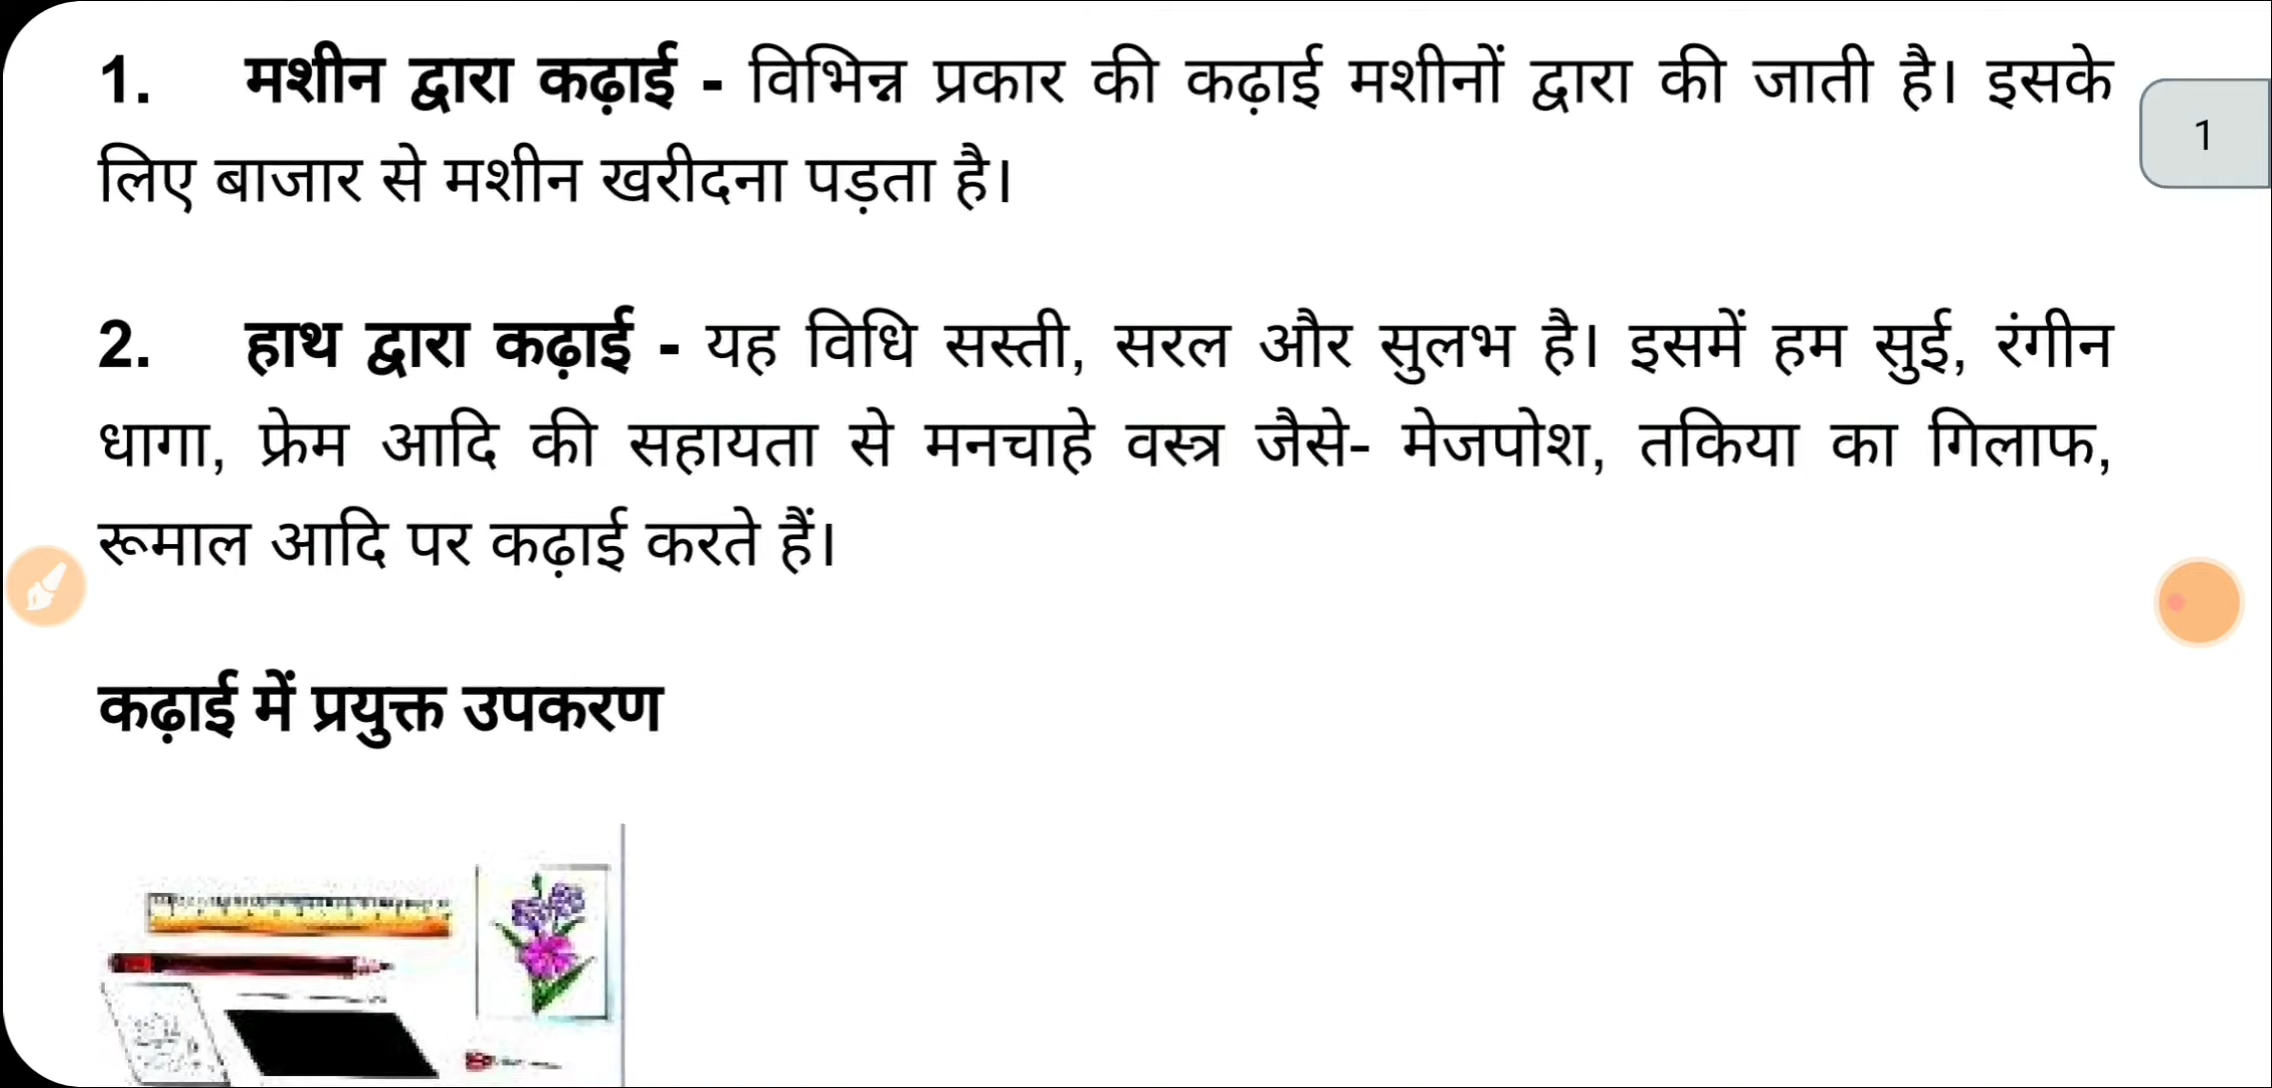 1. मशीन द्वारा कढ़ाई - विभिन्न प्रकार की कढ़ाई मशीनों द्वारा की जाती है। इसके
लिए बाजार से मशीन खरीदना पड़ता है।
1
2. हाथ द्वारा कढ़ाई - यह विधि सस्ती, सरल और सुलभ है। इसमें हम सुई, रंगीन
धागा, फ्रेम आदि की सहायता से मनचाहे वस्त्र जैसे- मेजपोश, तकिया का गिलाफ,
रूमाल आदि पर कढ़ाई करते हैं।
कढ़ाई में प्रयुक्त उपकरण